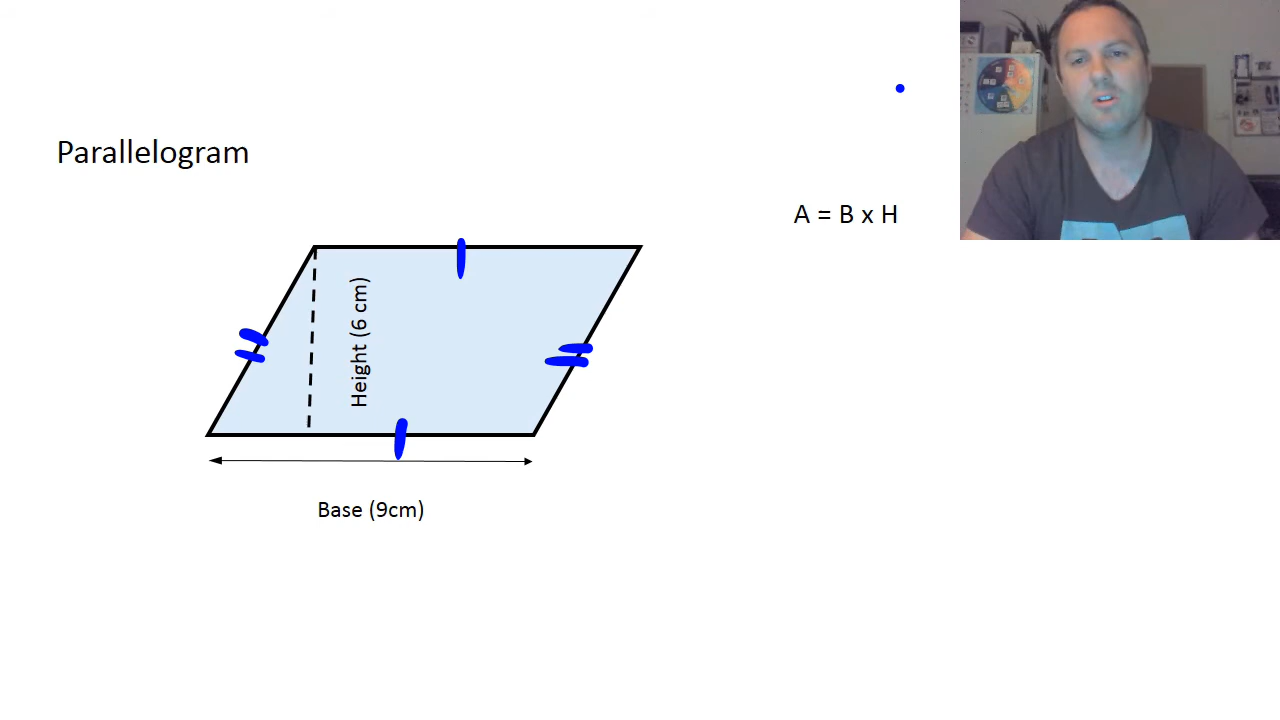 Parallelogram
A = B x H
Height (6 cm)
Base (9cm)